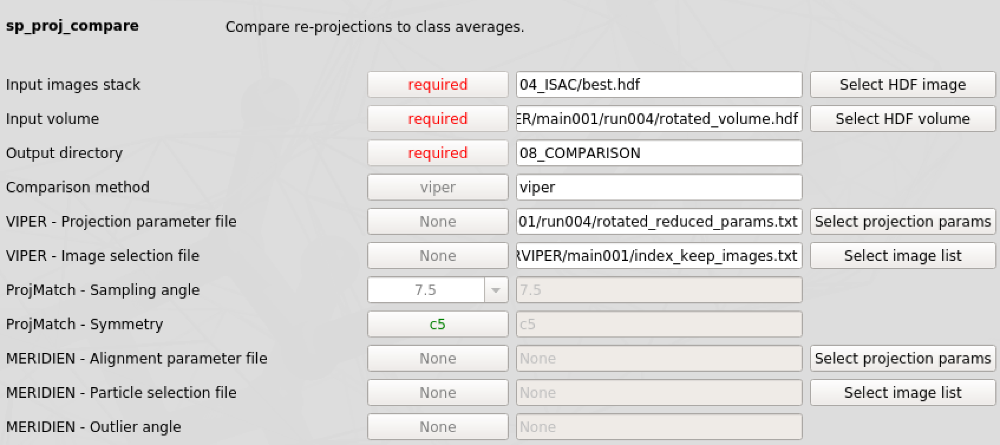 sp_proj_compare Compare re-projections to class averages.
Input images stack required 04_ISAC/best.hdf Select HDF image
Input volume required ER/main001/run004/rotated_volume.hdf Select HDF volume
Output directory required 08_COMPARISON
Comparison method viper viper
VIPER - Projection parameter file None 01/run004/rotated_reduced_params.txt Select projection params
VIPER - Image selection file None RVIPER/main001/index_keep_images.txt Select image list
ProjMatch - Sampling angle 7.5 7.5
ProjMatch - Symmetry c5 c5
MERIDIEN - Alignment parameter file None None Select projection params
MERIDIEN - Particle selection file None None Select image list
MERIDIEN - Outlier angle None None